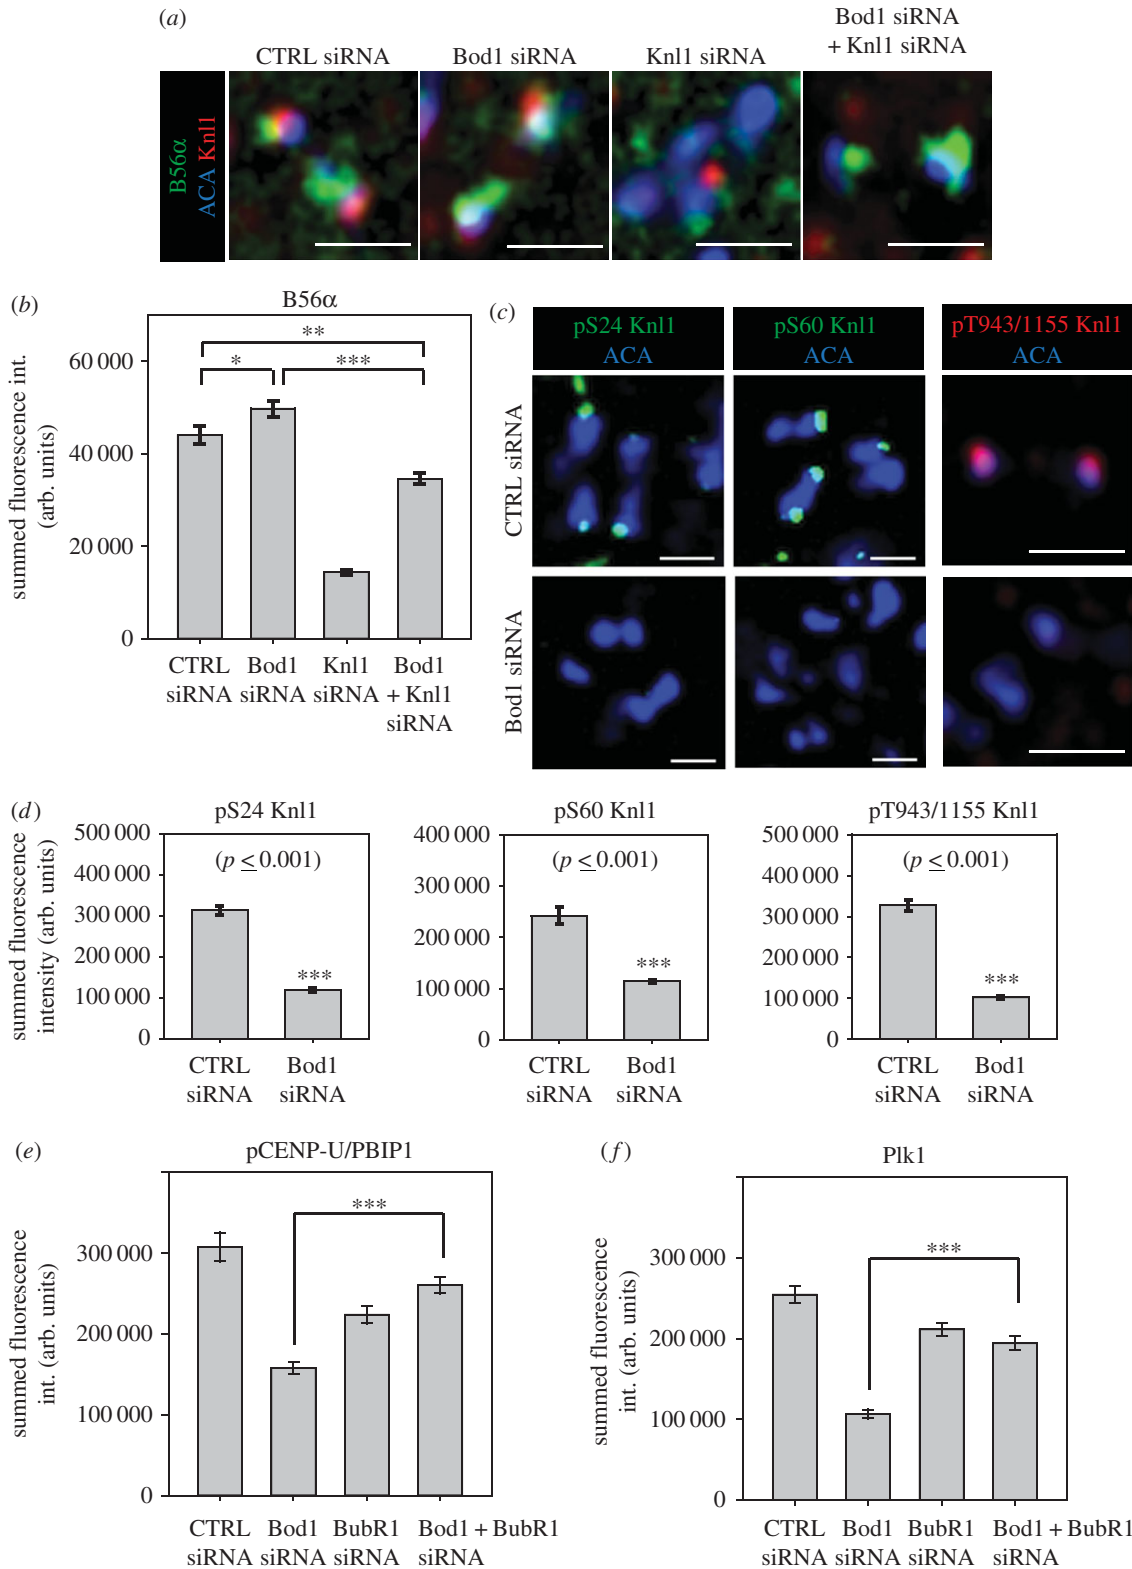 (a)
CTRL siRNA
Bod1 siRNA
Knl1 siRNA
Bod1 siRNA
+ Knl1 siRNA
B56α
ACA Knl1
(b)
B56α
summed fluorescence int.
(arb. units)
60 000
40 000
20 000
0
**
*
***
CTRL
siRNA
Bod1
siRNA
Knl1
siRNA
Bod1
+ Knl1
siRNA
(c)
pS24 Knl1
ACA
pS60 Knl1
ACA
pT943/1155 Knl1
ACA
CTRL siRNA
Bod1 siRNA
(d)
summed fluorescence
intensity (arb. units)
pS24 Knl1
(p ≤ 0.001)
500 000
400 000
300 000
200 000
100 000
0
***
CTRL
siRNA
Bod1
siRNA
pS60 Knl1
(p ≤ 0.001)
400 000
300 000
200 000
100 000
0
***
CTRL
siRNA
Bod1
siRNA
pT943/1155 Knl1
(p ≤ 0.001)
500 000
400 000
300 000
200 000
100 000
0
***
CTRL
siRNA
Bod1
siRNA
(e)
pCENP-U/PBIP1
summed fluorescence
int. (arb. units)
300 000
200 000
100 000
0
***
CTRL
siRNA
Bod1
siRNA
BubR1
siRNA
Bod1 + BubR1
siRNA
(f)
Plk1
summed fluorescence
int. (arb. units)
300 000
200 000
100 000
0
***
CTRL
siRNA
Bod1
siRNA
BubR1
siRNA
Bod1 + BubR1
siRNA